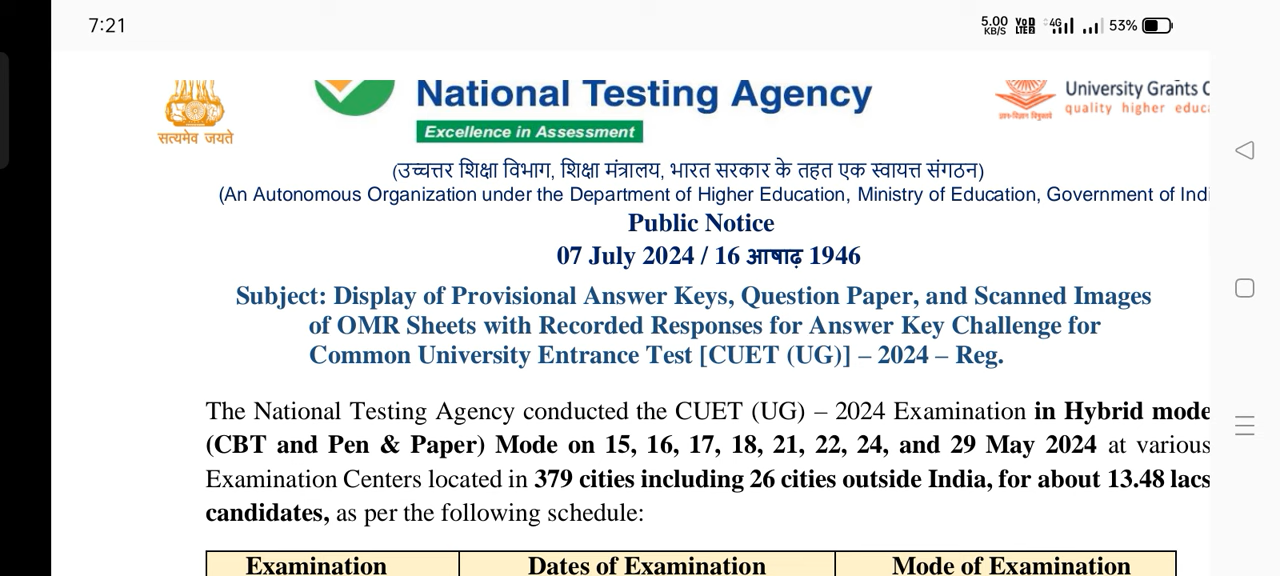 7:21
5.00 KB/S VoD LTE2 4G 53%
National Testing Agency
University Grants C
सत्यमेव जयते
Excellence in Assessment
quality higher educa
ज्ञान-विज्ञान विमुक्तये
(उच्चत्तर शिक्षा विभाग, शिक्षा मंत्रालय, भारत सरकार के तहत एक स्वायत्त संगठन)
(An Autonomous Organization under the Department of Higher Education, Ministry of Education, Government of Indi
Public Notice
07 July 2024 / 16 आषाढ़ 1946
Subject: Display of Provisional Answer Keys, Question Paper, and Scanned Images
of OMR Sheets with Recorded Responses for Answer Key Challenge for
Common University Entrance Test [CUET (UG)] – 2024 – Reg.
The National Testing Agency conducted the CUET (UG) – 2024 Examination in Hybrid mode
(CBT and Pen & Paper) Mode on 15, 16, 17, 18, 21, 22, 24, and 29 May 2024 at various
Examination Centers located in 379 cities including 26 cities outside India, for about 13.48 lacs
candidates, as per the following schedule:
Examination Dates of Examination Mode of Examination